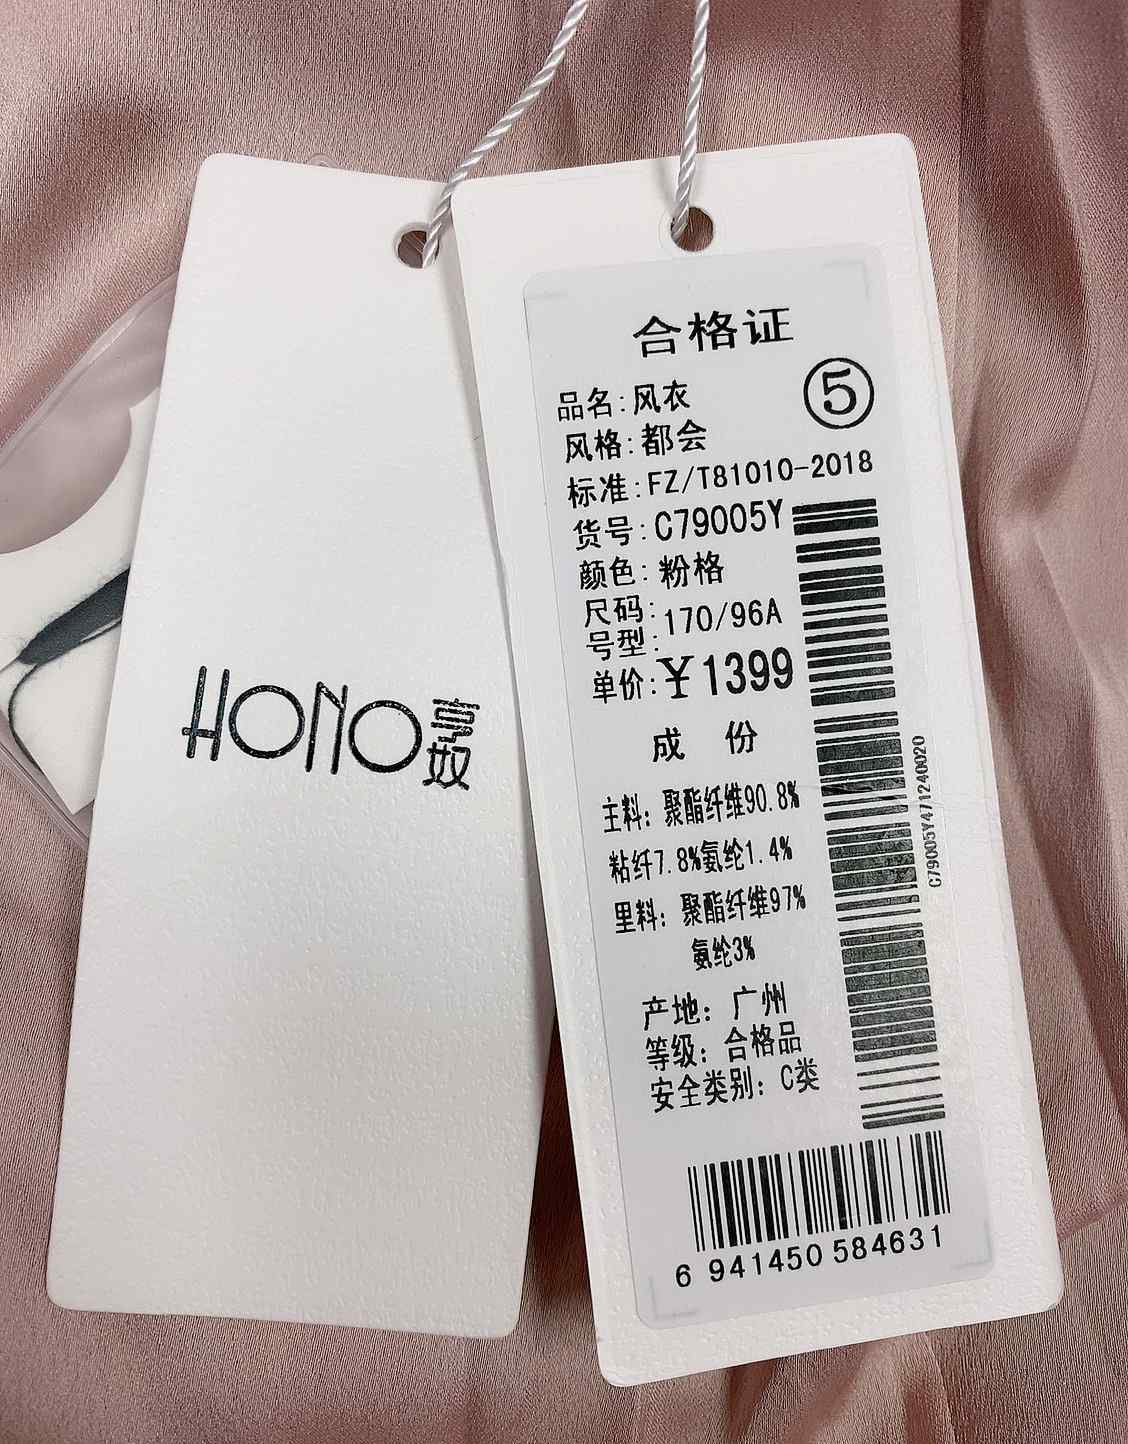 HONO享奴
合格证
⑤
品名:风衣
风格:都会
标准:FZ/T81010-2018
货号:C79005Y
颜色:粉格
尺码:
号型:170/96A
单价:¥1399
成 份
主料: 聚酯纤维90.8%
粘纤7.8%氨纶1.4%
里料: 聚酯纤维97%
氨纶3%
产地: 广州
等级: 合格品
安全类别: C类
C79005Y471240020
6 941450 584631